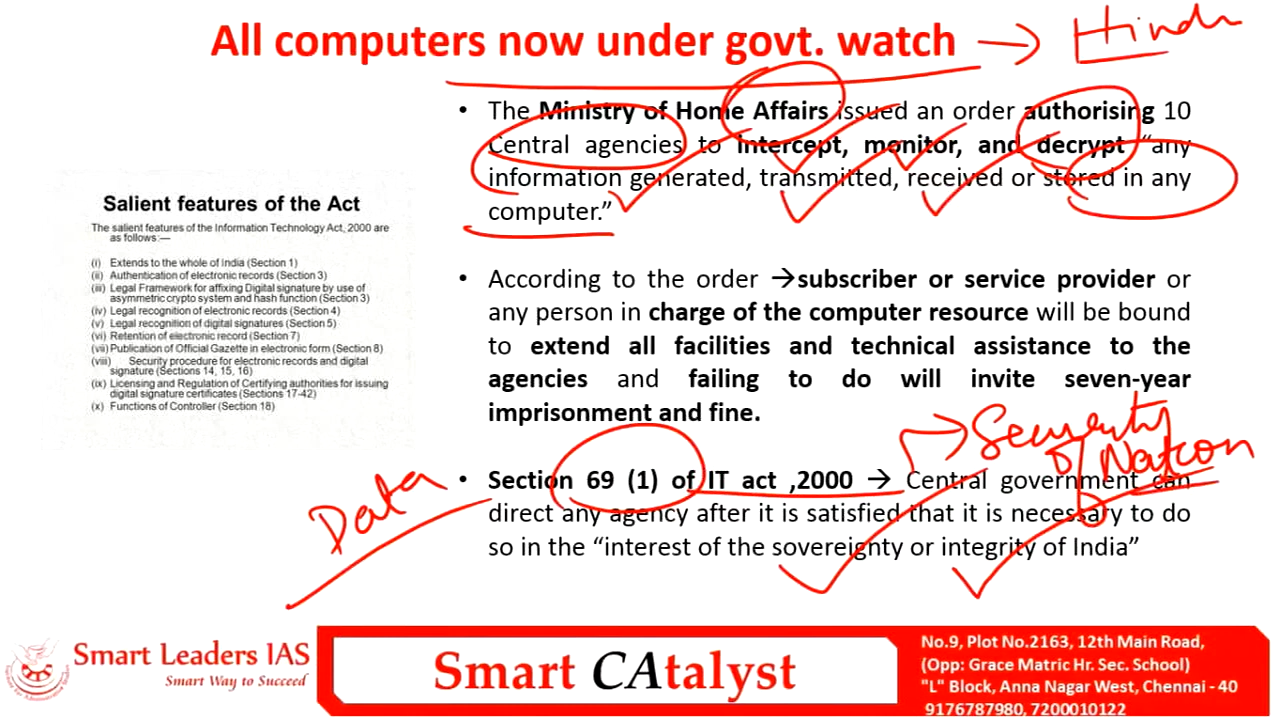 All computers now under govt. watch → Hindu
• The Ministry of Home Affairs issued an order authorising 10
Central agencies to intercept, monitor, and decrypt “any
information generated, transmitted, received or stored in any
computer.”
Salient features of the Act
The salient features of the Information Technology Act, 2000 are
as follows:—
(i) Extends to the whole of India (Section 1)
(ii) Authentication of electronic records (Section 3)
(iii) Legal Framework for affixing Digital signature by use of
asymmetric crypto system and hash function (Section 3)
(iv) Legal recognition of electronic records (Section 4)
(v) Legal recognition of digital signatures (Section 5)
(vi) Retention of electronic record (Section 7)
(vii) Publication of Official Gazette in electronic form (Section 8)
(viii) Security procedure for electronic records and digital
signature (Sections 14, 15, 16)
(ix) Licensing and Regulation of Certifying authorities for issuing
digital signature certificates (Sections 17-42)
(x) Functions of Controller (Section 18)
• According to the order → subscriber or service provider or
any person in charge of the computer resource will be bound
to extend all facilities and technical assistance to the
agencies and failing to do will invite seven-year
imprisonment and fine.
→ Security
of Nation
Data
• Section 69 (1) of IT act ,2000 → Central government can
direct any agency after it is satisfied that it is necessary to do
so in the “interest of the sovereignty or integrity of India”
Smart Leaders IAS
Smart Way to Succeed
Smart CAtalyst
No.9, Plot No.2163, 12th Main Road,
(Opp: Grace Matric Hr. Sec. School)
"L" Block, Anna Nagar West, Chennai - 40
9176787980, 7200010122